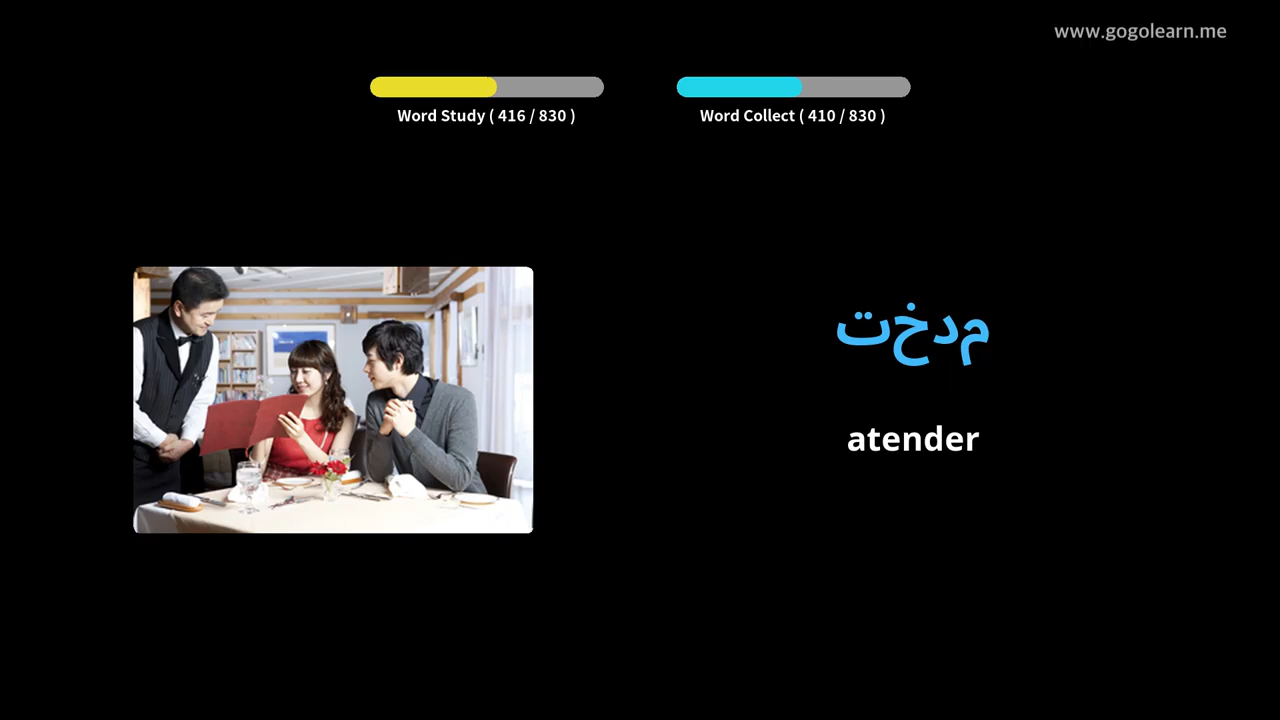 www.gogolearn.me
Word Study ( 416 / 830 )
Word Collect ( 410 / 830 )
تخدم
atender